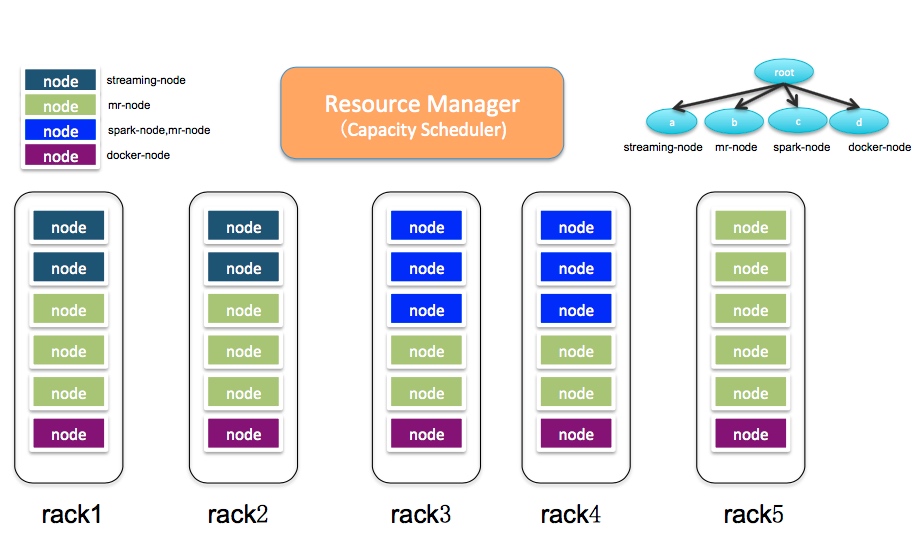 node streaming-node
node mr-node
node spark-node,mr-node
node docker-node
Resource Manager
（Capacity Scheduler)
root
a b c d
streaming-node mr-node spark-node docker-node
node node node node node
node node node node node
node node node node node
node node node node node
node node node node node
node node node node node
rack1 rack2 rack3 rack4 rack5